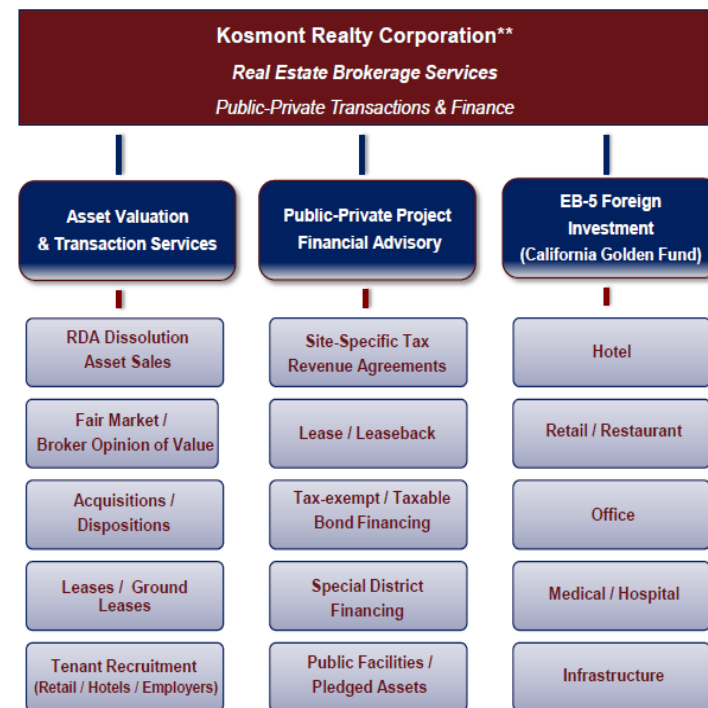 Kosmont Realty Corporation**
Real Estate Brokerage Services
Public-Private Transactions & Finance
Asset Valuation
& Transaction Services
Public-Private Project
Financial Advisory
EB-5 Foreign
Investment
(California Golden Fund)
RDA Dissolution
Asset Sales
Site-Specific Tax
Revenue Agreements
Hotel
Fair Market /
Broker Opinion of Value
Lease / Leaseback
Retail / Restaurant
Acquisitions /
Dispositions
Tax-exempt / Taxable
Bond Financing
Office
Leases / Ground
Leases
Special District
Financing
Medical / Hospital
Tenant Recruitment
(Retail / Hotels / Employers)
Public Facilities /
Pledged Assets
Infrastructure